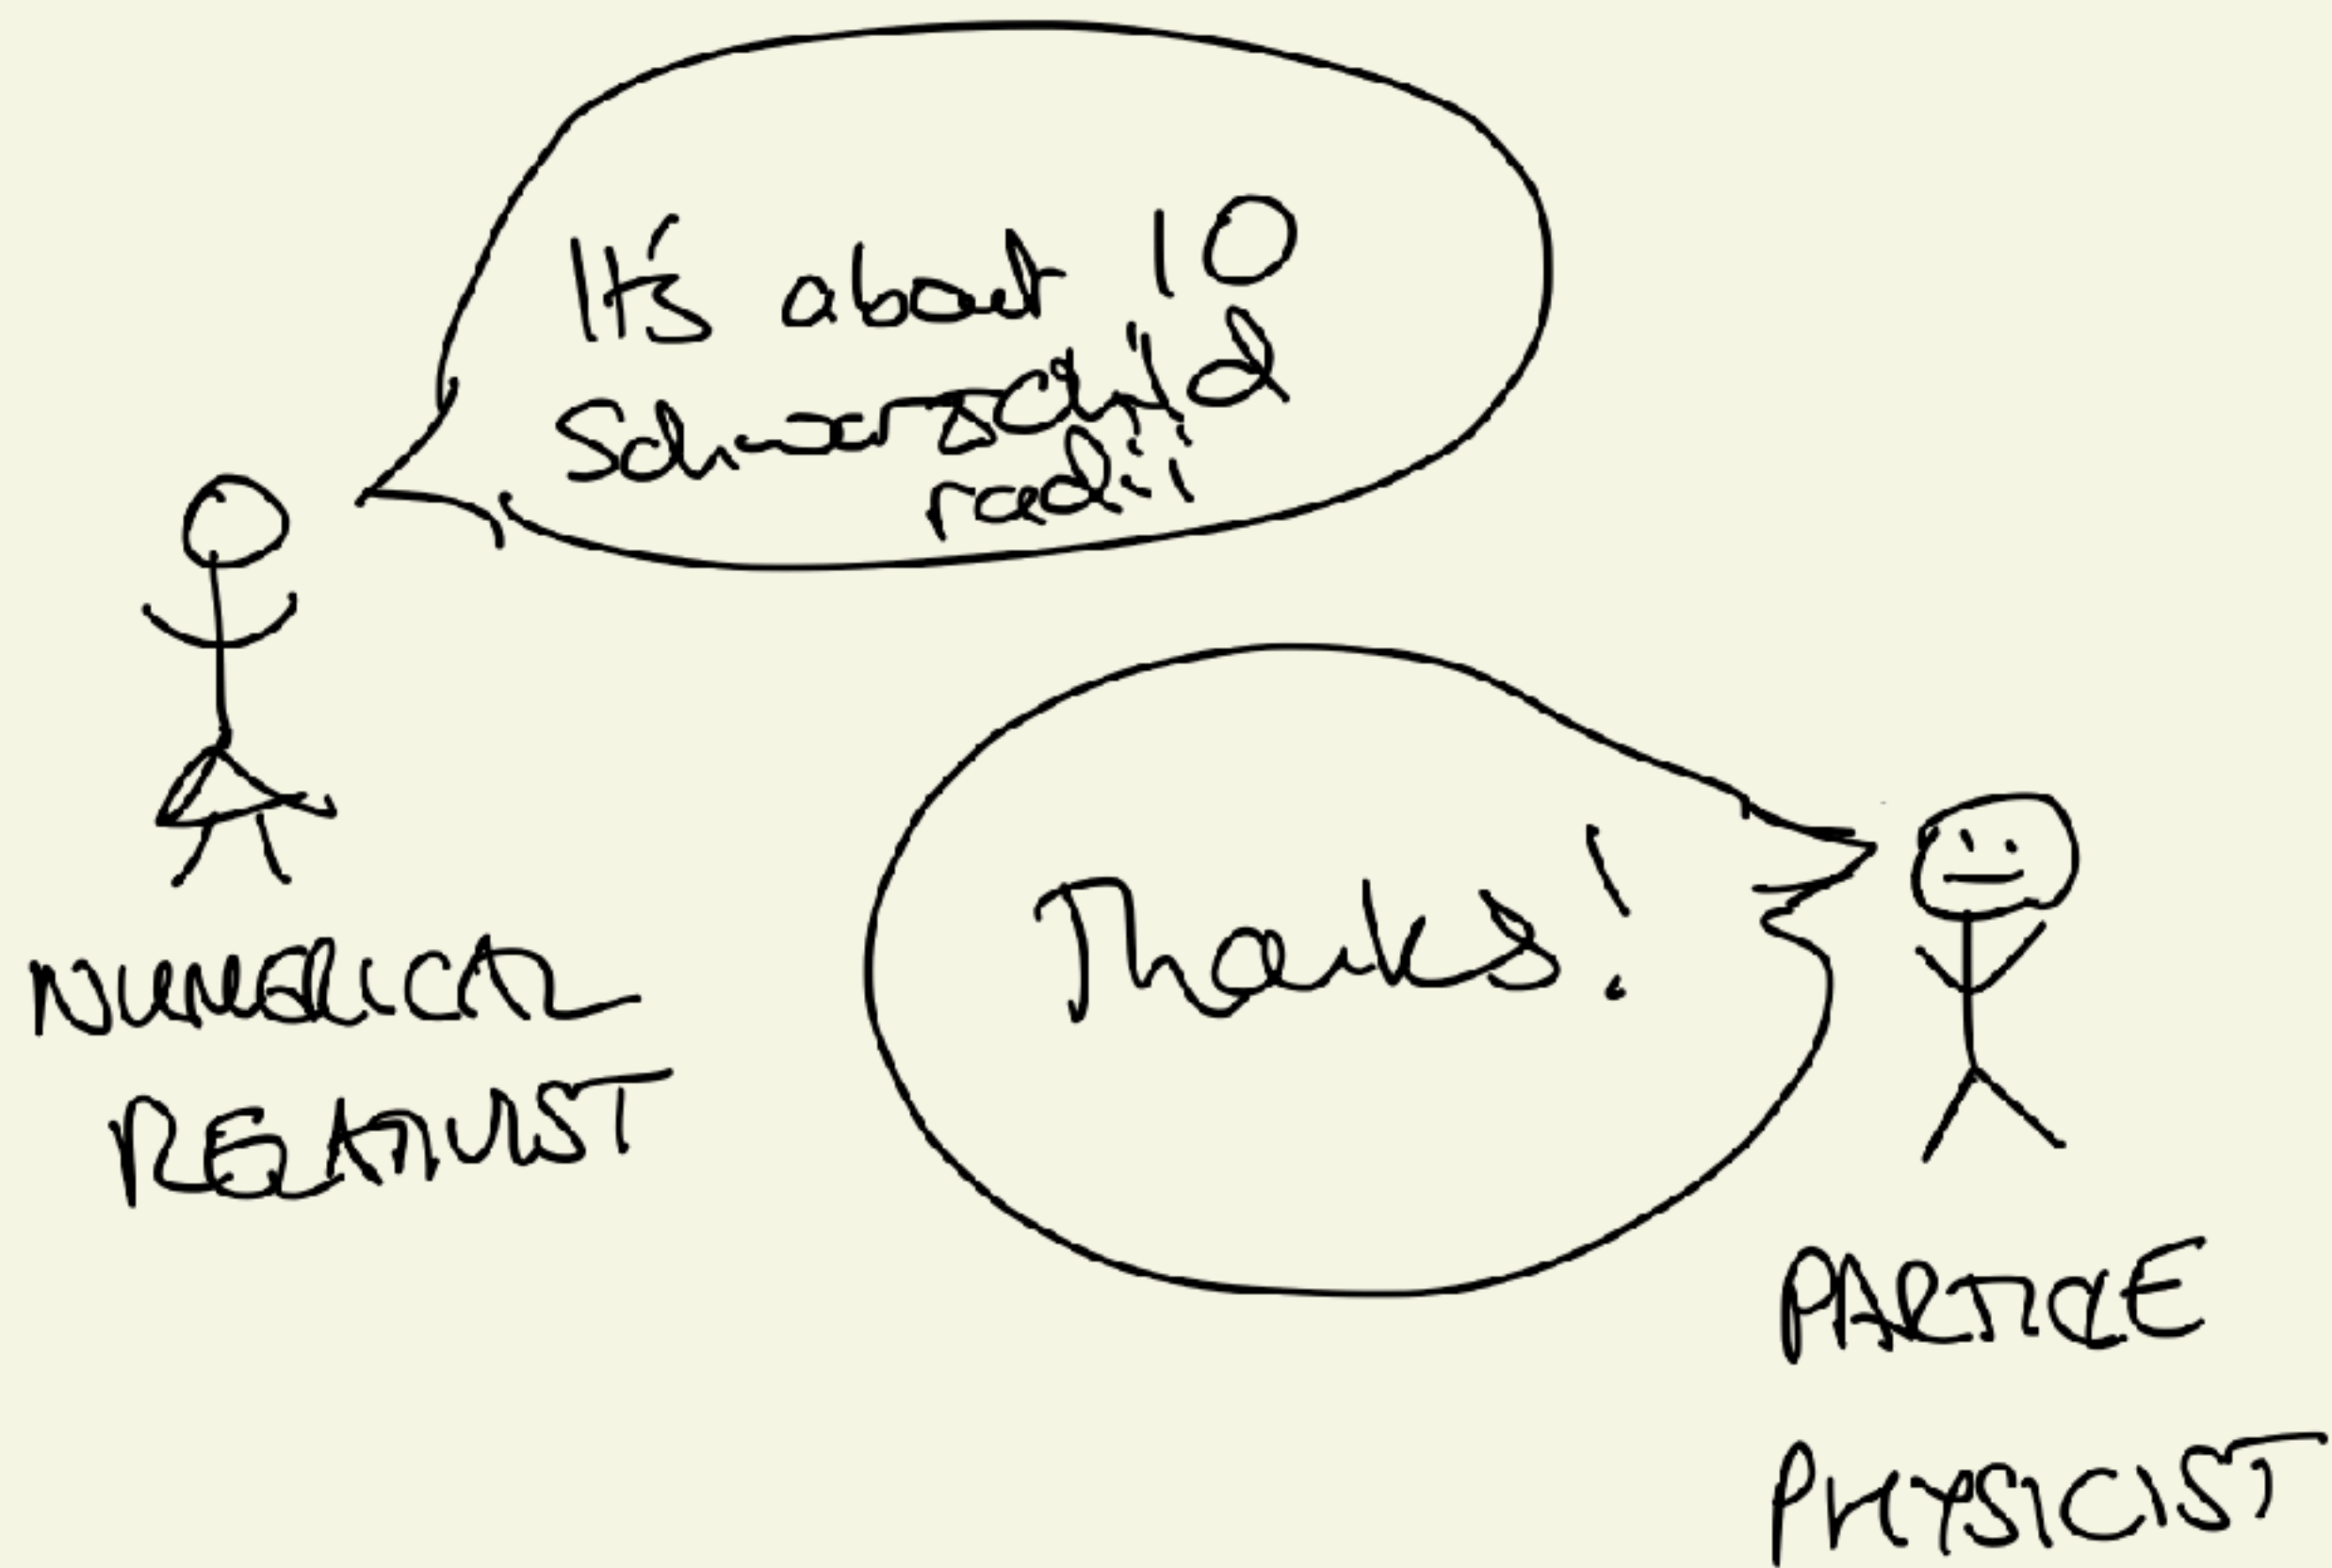 It's about 10
Schwarzschild
radii
Thanks!
NUMERICAL
RELATIVIST
PARTICLE
PHYSICIST